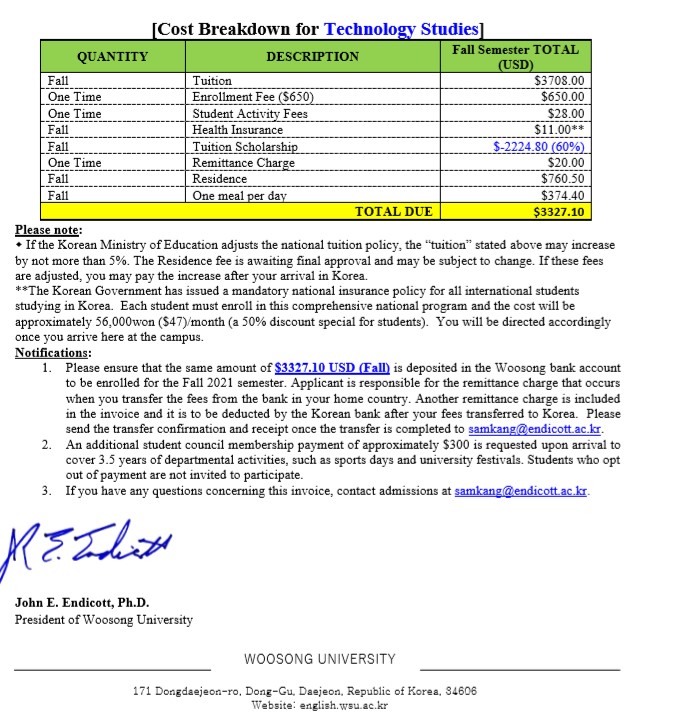 [Cost Breakdown for Technology Studies]
QUANTITY DESCRIPTION Fall Semester TOTAL (USD)
Fall Tuition $3708.00
One Time Enrollment Fee ($650) $650.00
One Time Student Activity Fees $28.00
Fall Health Insurance $11.00**
Fall Tuition Scholarship $-2224.80 (60%)
One Time Remittance Charge $20.00
Fall Residence $760.50
Fall One meal per day $374.40
TOTAL DUE $3327.10
Please note:
• If the Korean Ministry of Education adjusts the national tuition policy, the “tuition” stated above may increase
by not more than 5%. The Residence fee is awaiting final approval and may be subject to change. If these fees
are adjusted, you may pay the increase after your arrival in Korea.
**The Korean Government has issued a mandatory national insurance policy for all international students
studying in Korea. Each student must enroll in this comprehensive national program and the cost will be
approximately 56,000won ($47)/month (a 50% discount special for students). You will be directed accordingly
once you arrive here at the campus.
Notifications:
1. Please ensure that the same amount of $3327.10 USD (Fall) is deposited in the Woosong bank account
to be enrolled for the Fall 2021 semester. Applicant is responsible for the remittance charge that occurs
when you transfer the fees from the bank in your home country. Another remittance charge is included
in the invoice and it is to be deducted by the Korean bank after your fees transferred to Korea. Please
send the transfer confirmation and receipt once the transfer is completed to samkang@endicott.ac.kr.
2. An additional student council membership payment of approximately $300 is requested upon arrival to
cover 3.5 years of departmental activities, such as sports days and university festivals. Students who opt
out of payment are not invited to participate.
3. If you have any questions concerning this invoice, contact admissions at samkang@endicott.ac.kr.
J R E. Endicott
John E. Endicott, Ph.D.
President of Woosong University
WOOSONG UNIVERSITY
171 Dongdaejeon-ro, Dong-Gu, Daejeon, Republic of Korea, 34606
Website: english.wsu.ac.kr